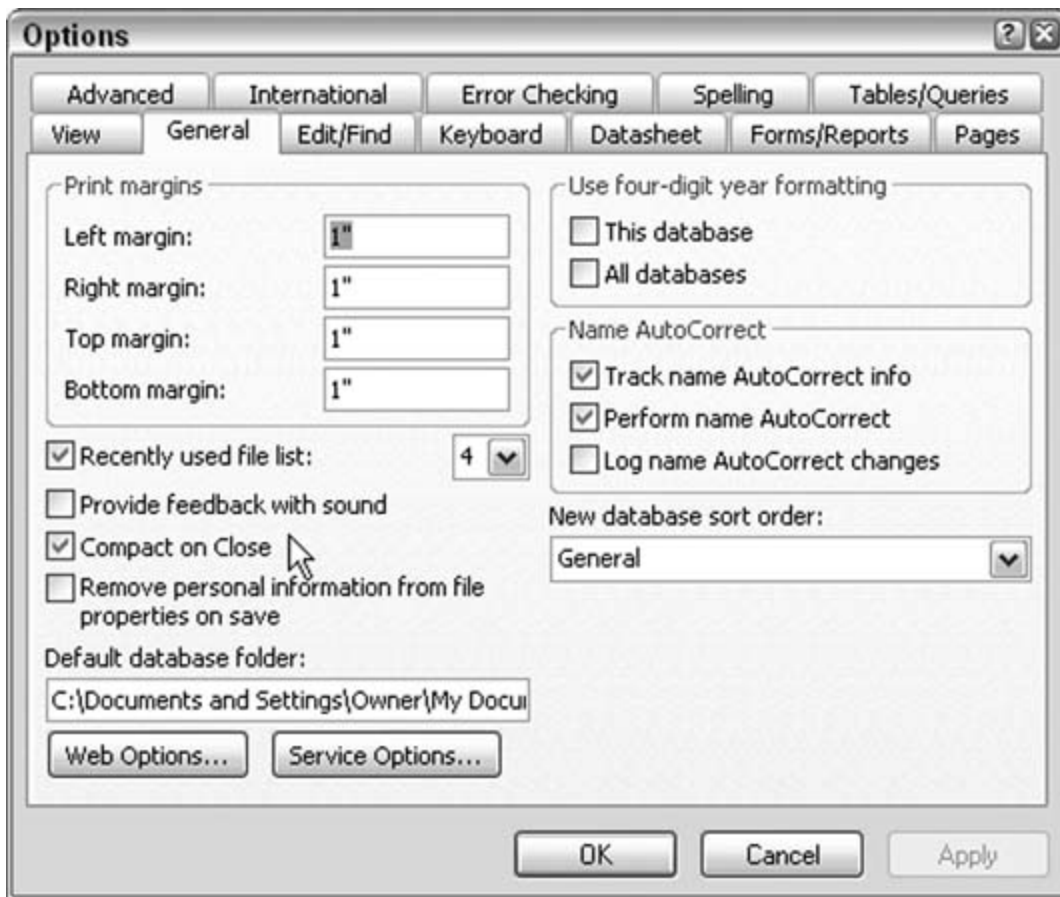 Options
Advanced
International
Error Checking
Spelling
Tables/Queries
View
General
Edit/Find
Keyboard
Datasheet
Forms/Reports
Pages
Print margins
Left margin: 1"
Right margin: 1"
Top margin: 1"
Bottom margin: 1"
Recently used file list: 4
Provide feedback with sound
Compact on Close
Remove personal information from file
properties on save
Default database folder:
C:\Documents and Settings\Owner\My Docu
Web Options...
Service Options...
Use four-digit year formatting
This database
All databases
Name AutoCorrect
Track name AutoCorrect info
Perform name AutoCorrect
Log name AutoCorrect changes
New database sort order:
General
OK
Cancel
Apply